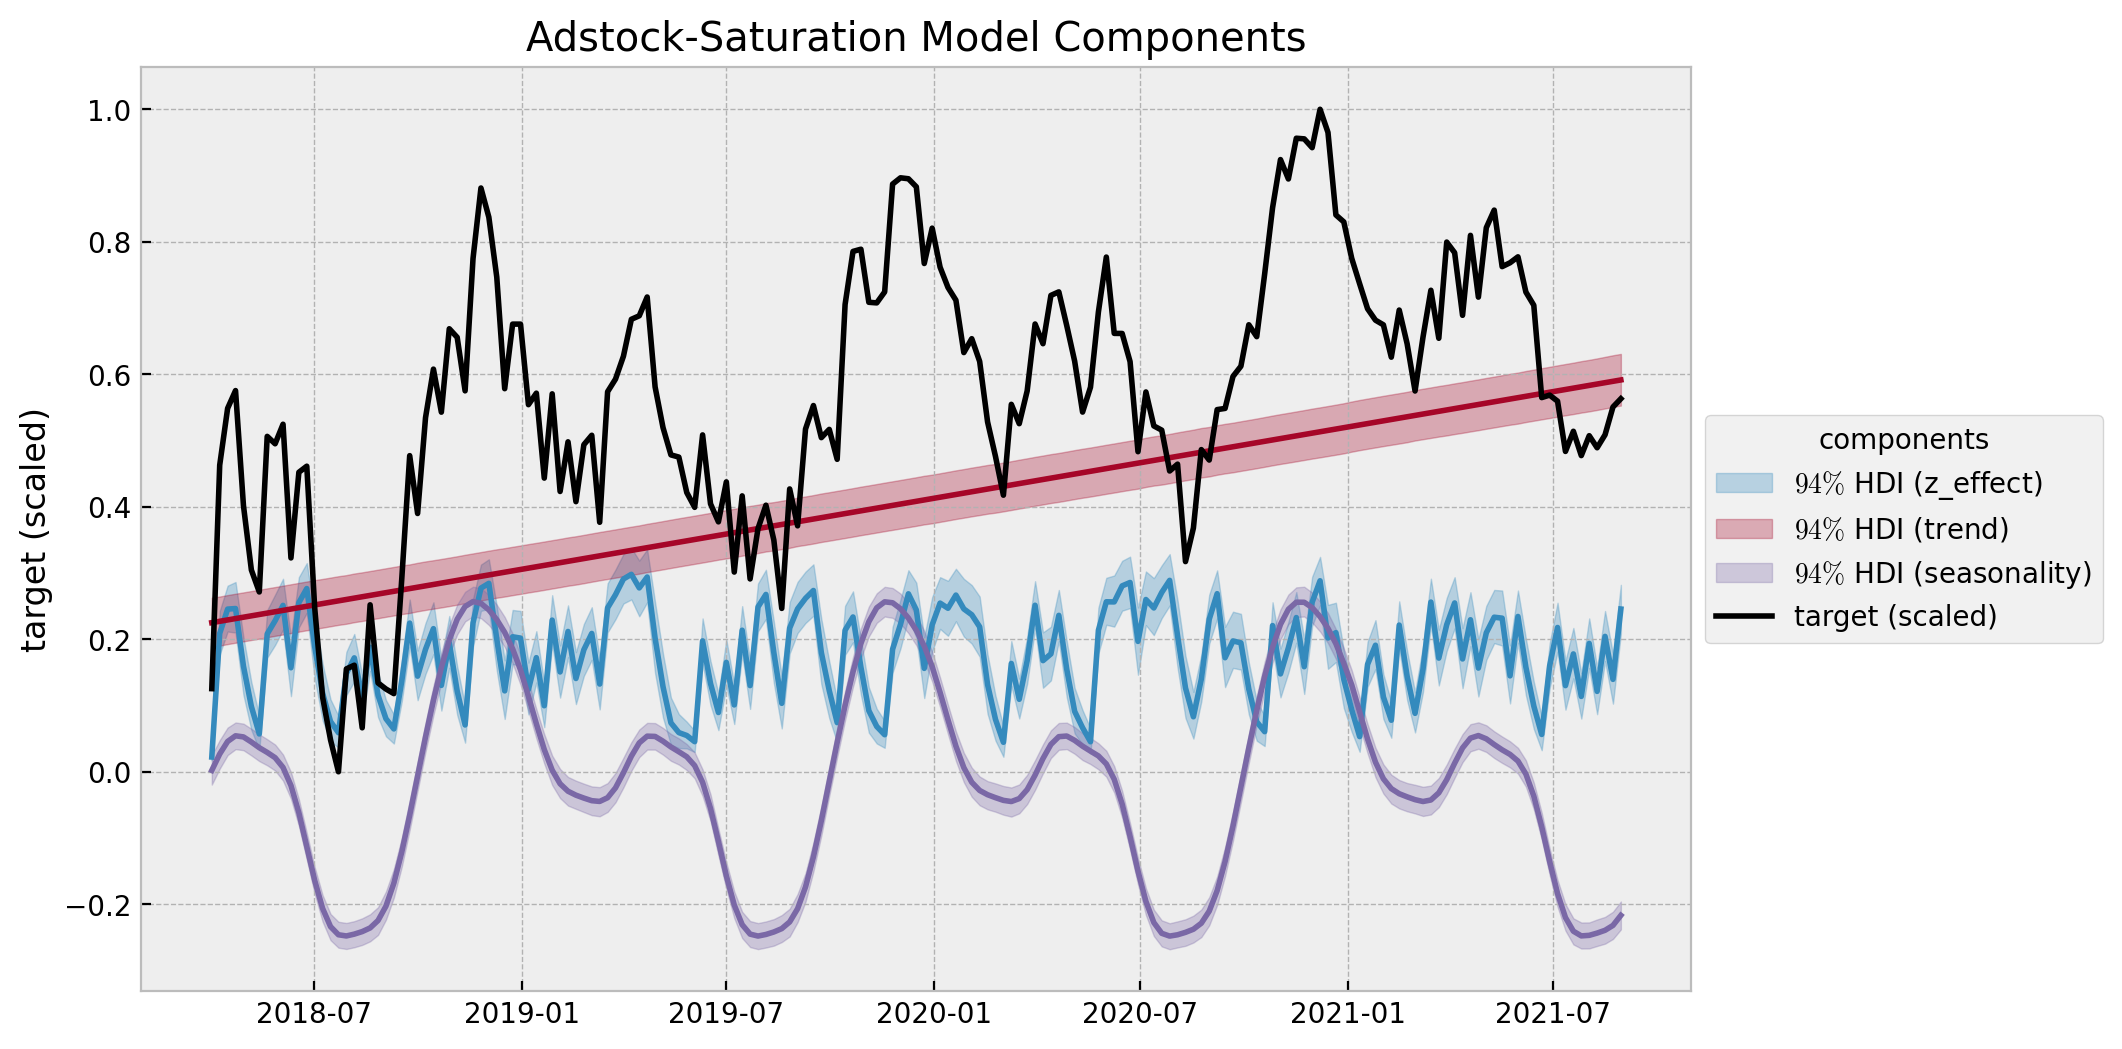 Adstock-Saturation Model Components
target (scaled)
1.0
0.8
0.6
0.4
0.2
0.0
−0.2
2018-07 2019-01 2019-07 2020-01 2020-07 2021-01 2021-07
components
94% HDI (z_effect)
94% HDI (trend)
94% HDI (seasonality)
target (scaled)